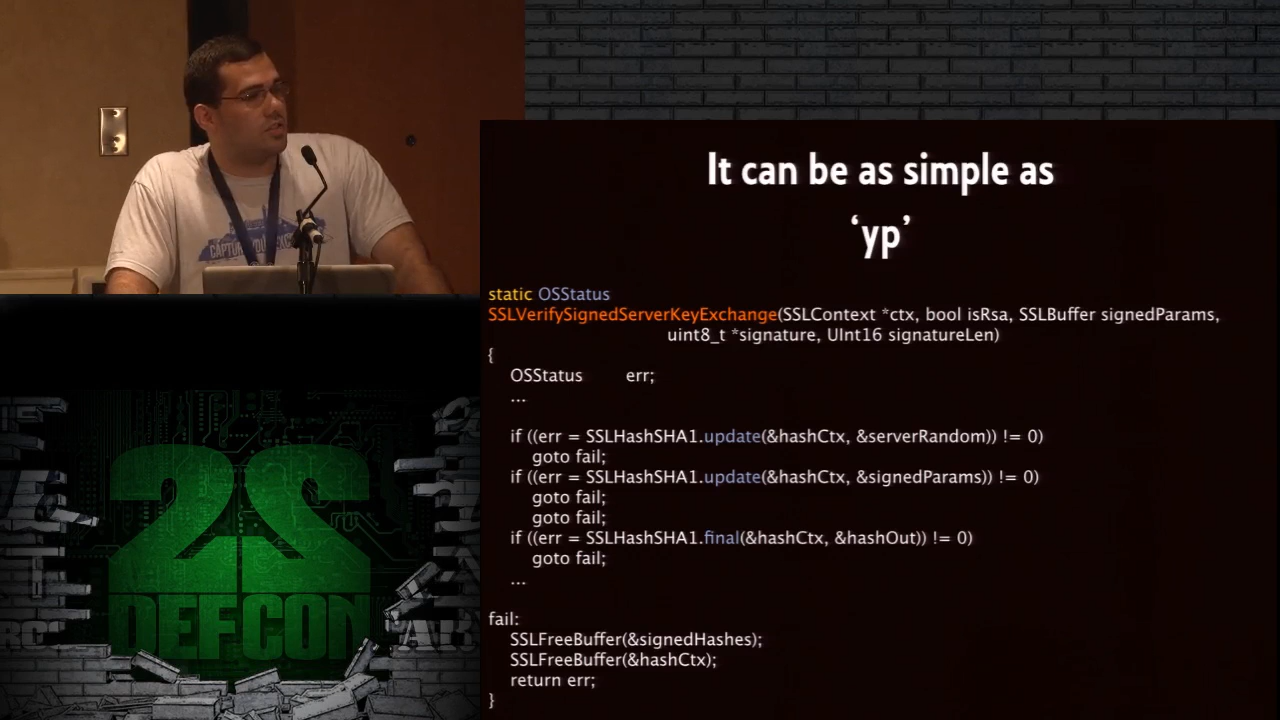 CAPTUR
It can be as simple as
‘yp’
static OSStatus
SSLVerifySignedServerKeyExchange(SSLContext *ctx, bool isRsa, SSLBuffer signedParams,
uint8_t *signature, UInt16 signatureLen)
{
OSStatus err;
...
if ((err = SSLHashSHA1.update(&hashCtx, &serverRandom)) != 0)
goto fail;
if ((err = SSLHashSHA1.update(&hashCtx, &signedParams)) != 0)
goto fail;
goto fail;
if ((err = SSLHashSHA1.final(&hashCtx, &hashOut)) != 0)
goto fail;
...
fail:
SSLFreeBuffer(&signedHashes);
SSLFreeBuffer(&hashCtx);
return err;
}
22
DEFCON